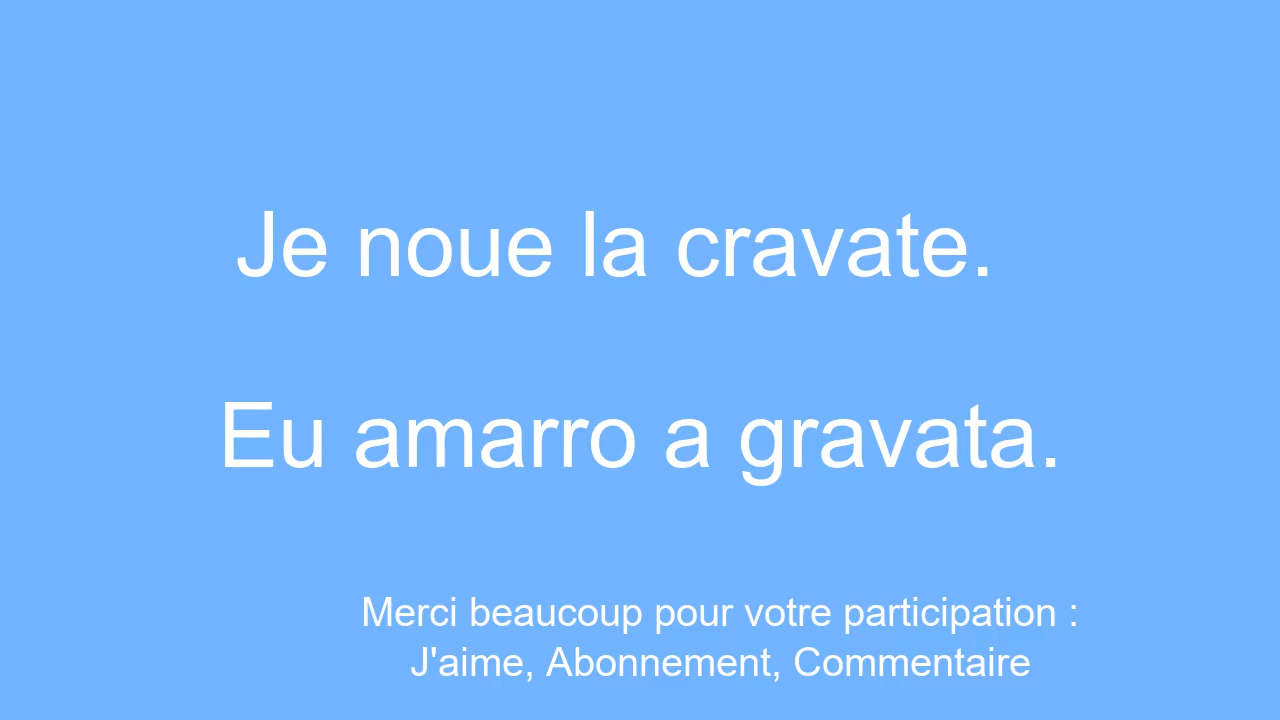 Je noue la cravate.
Eu amarro a gravata.
Merci beaucoup pour votre participation :
J'aime, Abonnement, Commentaire